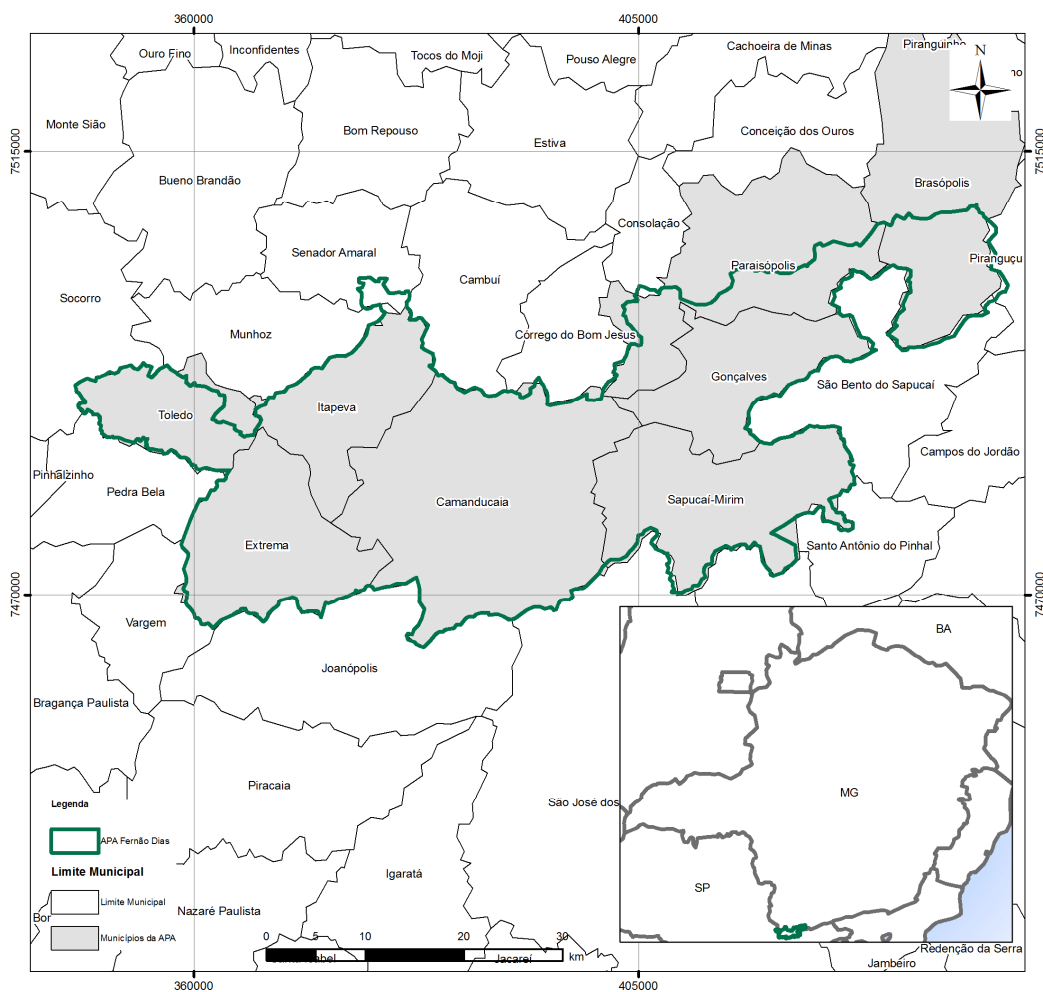 360000
405000
Ouro Fino
Inconfidentes
Tocos do Moji
Pouso Alegre
Cachoeira de Minas
Piranguinho
N
no
Monte Sião
Bom Repouso
Estiva
Conceição dos Ouros
7515000
7515000
Bueno Brandão
Brasópolis
Consolação
Senador Amaral
Cambuí
Paraisópolis
Piranguçu
Socorro
Munhoz
Córrego do Bom Jesus
Gonçalves
São Bento do Sapucaí
Toledo
Itapeva
Campos do Jordão
Pinhalzinho
Pedra Bela
Camanducaia
Sapucaí-Mirim
Extrema
Santo Antônio do Pinhal
7470000
7470000
Vargem
BA
Joanópolis
Bragança Paulista
Piracaia
MG
São José dos
Legenda
APA Fernão Dias
Limite Municipal
Igaratá
SP
Limite Municipal
Nazaré Paulista
Bor
Municípios da APA
0
5
10
20
30
km
Jacareí
Redenção da Serra
Jambeiro
360000
405000